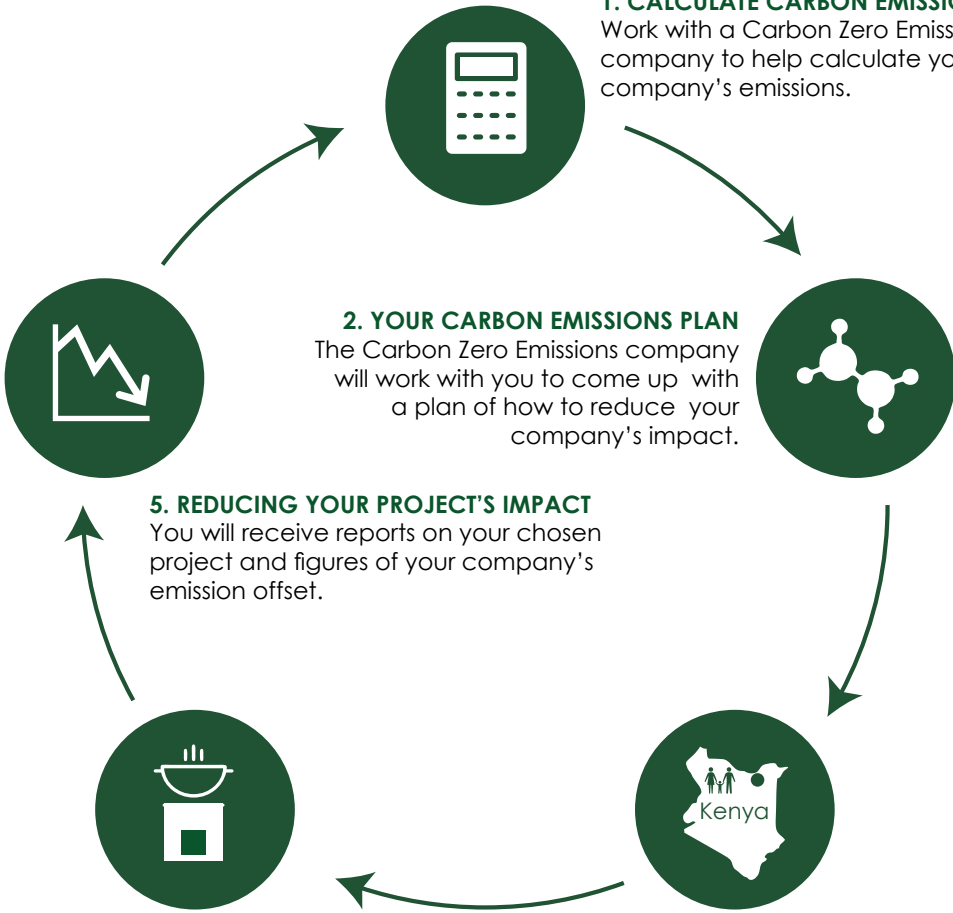 1. CALCULATE CARBON
Work with a Carbon Zero
company to help calculate
company’s emissions.
2. YOUR CARBON EMISSIONS PLAN
The Carbon Zero Emissions company
will work with you to come up with
a plan of how to reduce your
company’s impact.
5. REDUCING YOUR PROJECT’S IMPACT
You will receive reports on your chosen
project and figures of your company’s
emission offset.
Kenya